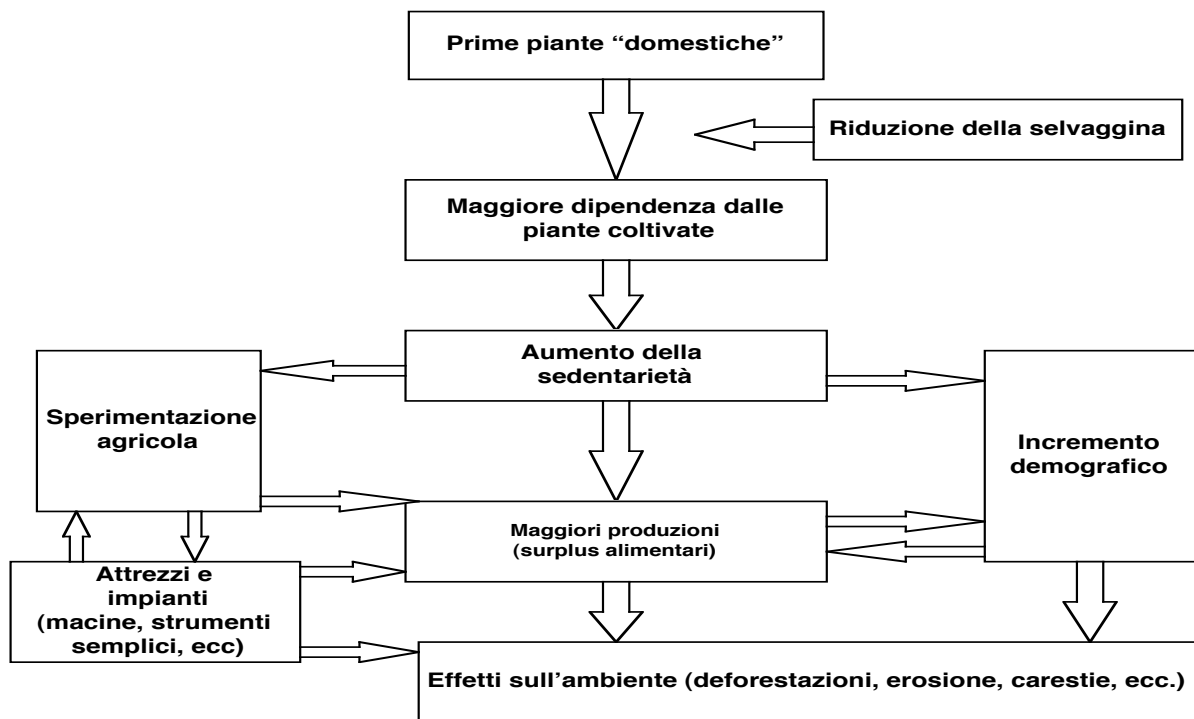 Prime piante “domestiche”
Riduzione della selvaggina
Maggiore dipendenza dalle
piante coltivate
Aumento della
sedentarietà
Sperimentazione
agricola
Incremento
demografico
Maggiori produzioni
(surplus alimentari)
Attrezzi e
impianti
(macine, strumenti
semplici, ecc)
Effetti sull’ambiente (deforestazioni, erosione, carestie, ecc.)